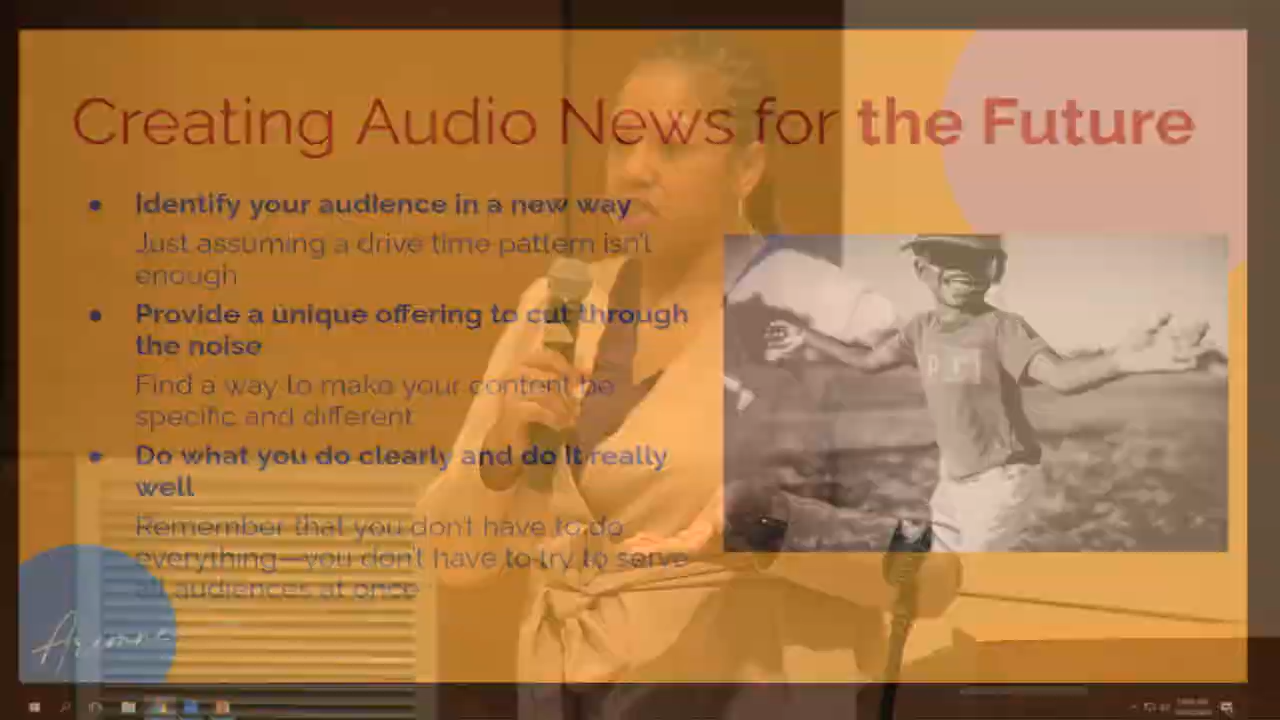 Creating Audio News for the Future
● Identify your audience in a new way
Just assuming a drive time pattern isn't
enough
● Provide a unique offering to cut through
the noise
Find a way to make your content be
specific and different
● Do what you do clearly and do it really
well
Remember that you don't have to do
everything—you don't have to try to serve
all audiences at once